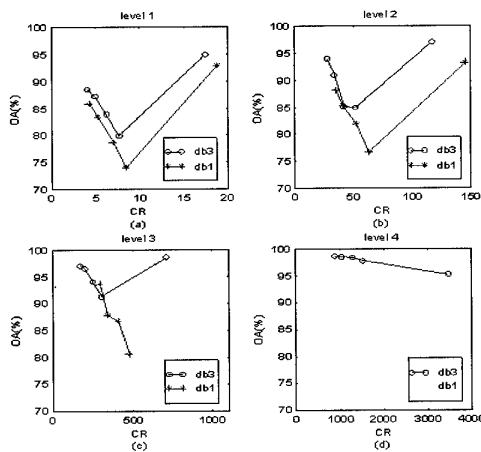 level 1
100
95
90
85
80
75
70
OA(%)
db3
db1
0 5 10 15 20
CR
(a)
level 2
100
95
90
85
80
75
70
OA(%)
db3
db1
0 50 100 150
CR
(b)
level 3
100
95
90
85
80
75
70
OA(%)
db3
db1
0 500 1000
CR
(c)
level 4
100
95
90
85
80
75
70
OA(%)
db3
db1
0 1000 2000 3000 4000
CR
(d)